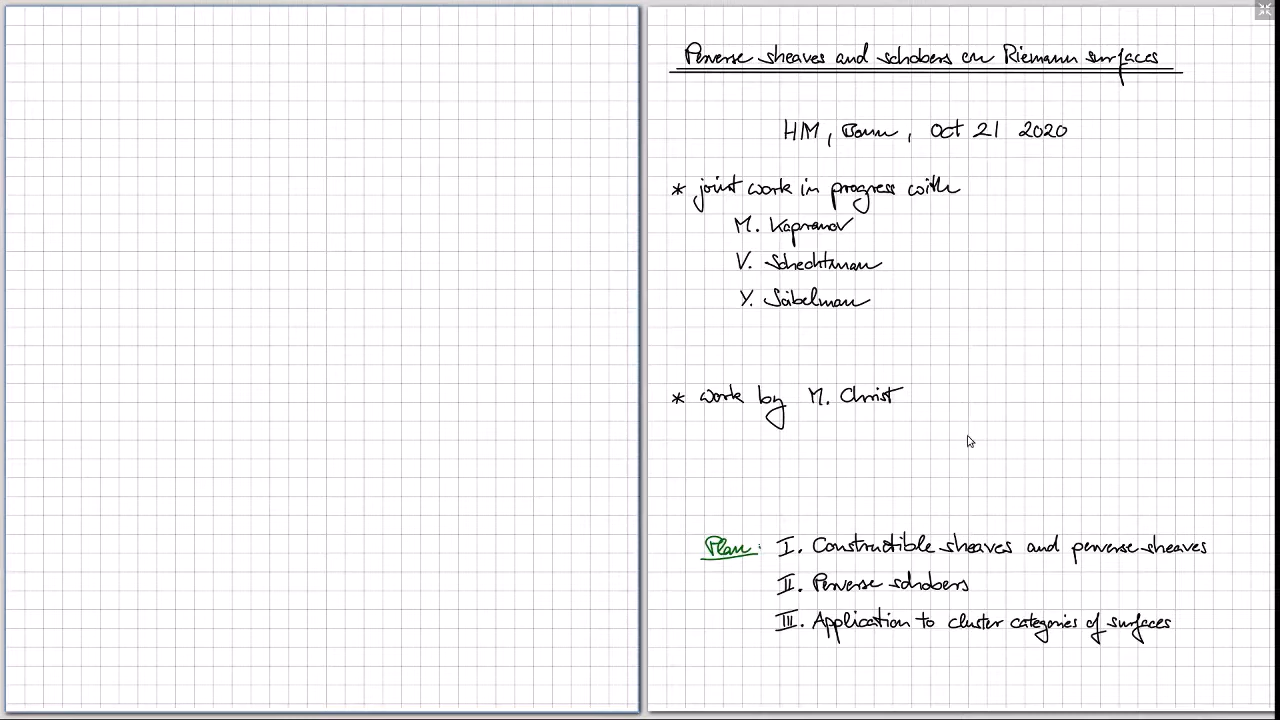 Perverse sheaves and schobers on Riemann surfaces
HM, Bonn, Oct 21 2020
* joint work in progress with
M. Kapranov
V. Schechtman
Y. Soibelman
* work by M. Christ
Plan: I. Constructible sheaves and perverse sheaves
II. Perverse schobers
III. Application to cluster categories of surfaces